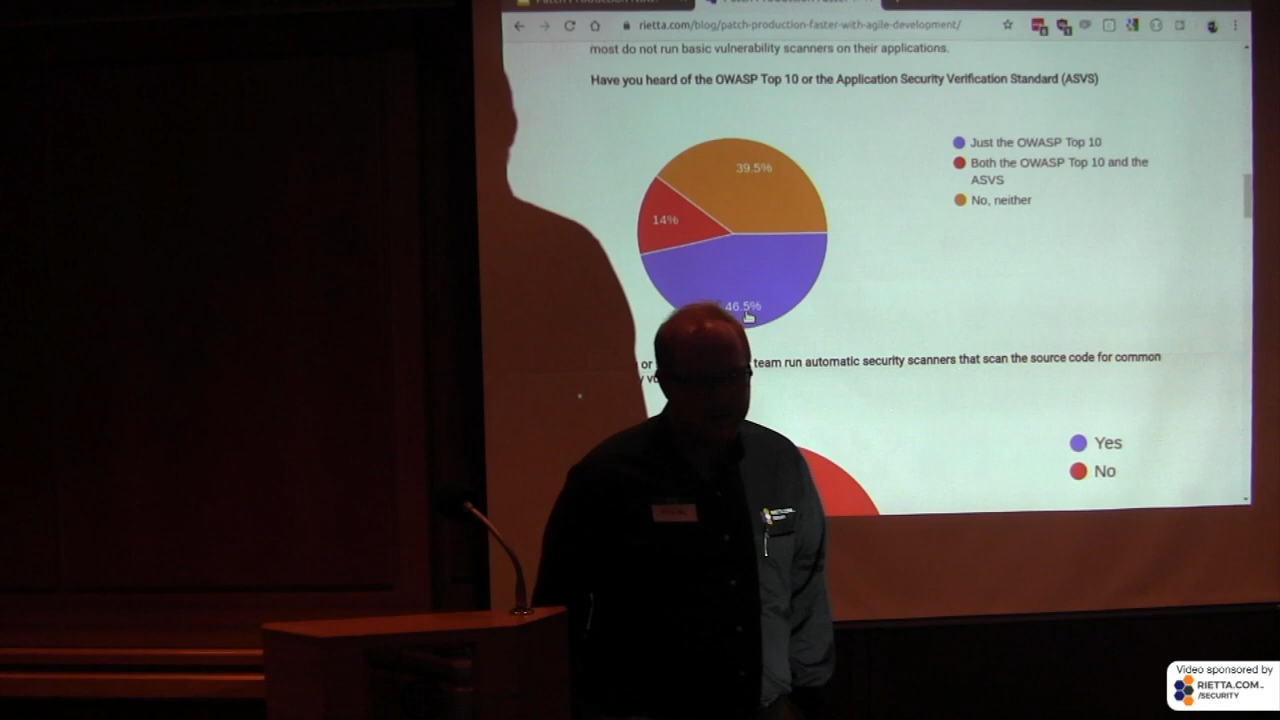 rietta.com/blog/patch-production-faster-with-agile-development/
most do not run basic vulnerability scanners on their applications.
Have you heard of the OWASP Top 10 or the Application Security Verification Standard (ASVS)
Just the OWASP Top 10
Both the OWASP Top 10 and the
ASVS
No, neither
39.5%
14%
46.5%
or
team run automatic security scanners that scan the source code for common
Yes
No
Video sponsored by
RIETTA.COM
/SECURITY